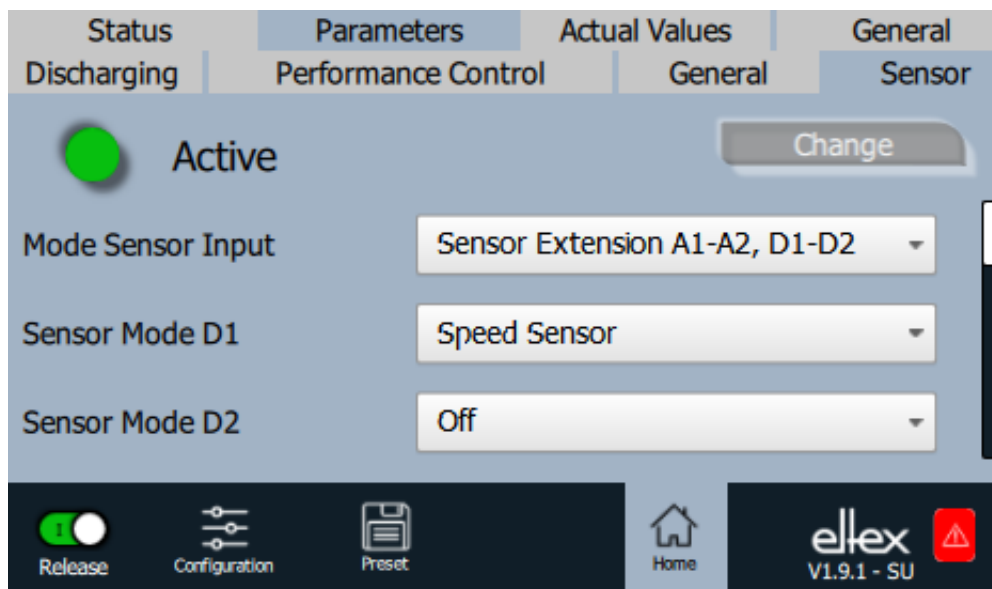 Status Parameters Actual Values General
Discharging Performance Control General Sensor
Active Change
Mode Sensor Input Sensor Extension A1-A2, D1-D2
Sensor Mode D1 Speed Sensor
Sensor Mode D2 Off
I
Release Configuration Preset Home eltex
V1.9.1 - SU